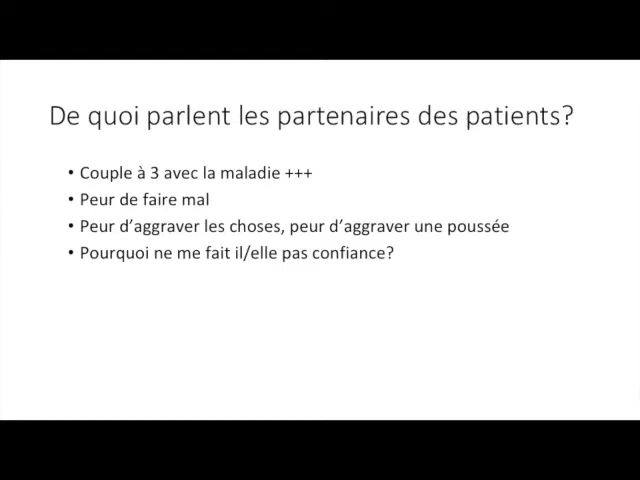 De quoi parlent les partenaires des patients?
• Couple à 3 avec la maladie +++
• Peur de faire mal
• Peur d’aggraver les choses, peur d’aggraver une poussée
• Pourquoi ne me fait il/elle pas confiance?